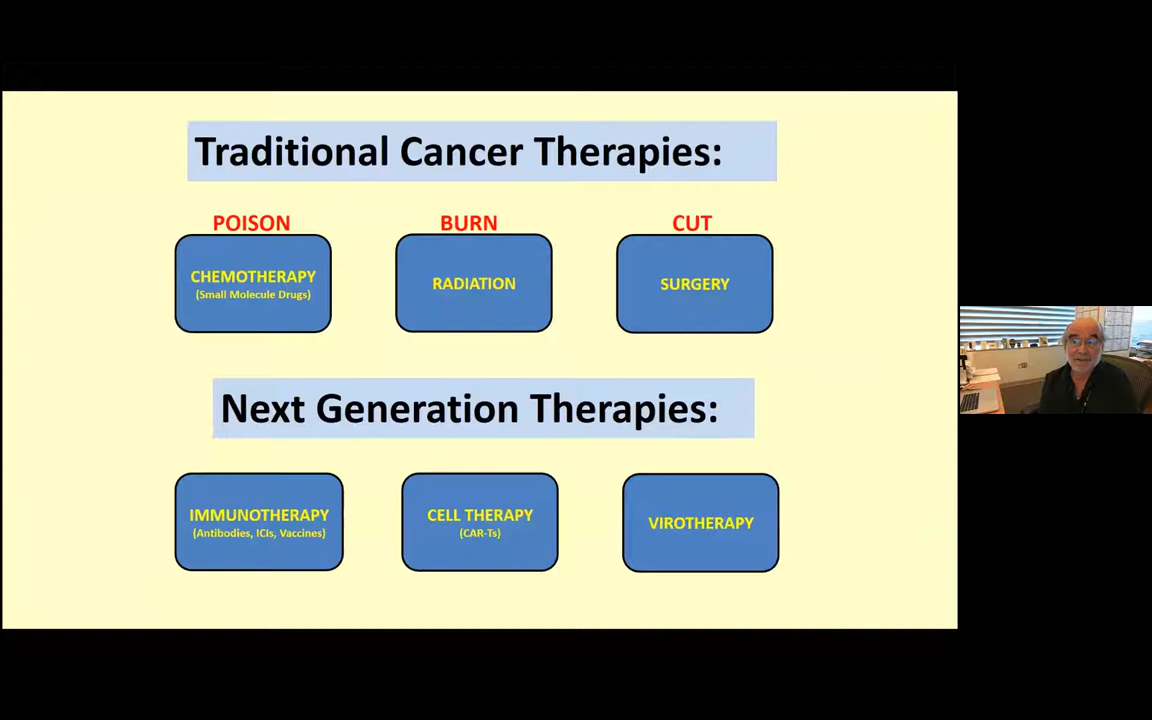 Traditional Cancer Therapies:
POISON
BURN
CUT
CHEMOTHERAPY
(Small Molecule Drugs)
RADIATION
SURGERY
Next Generation Therapies:
IMMUNOTHERAPY
(Antibodies, ICIs, Vaccines)
CELL THERAPY
(CAR-Ts)
VIROTHERAPY